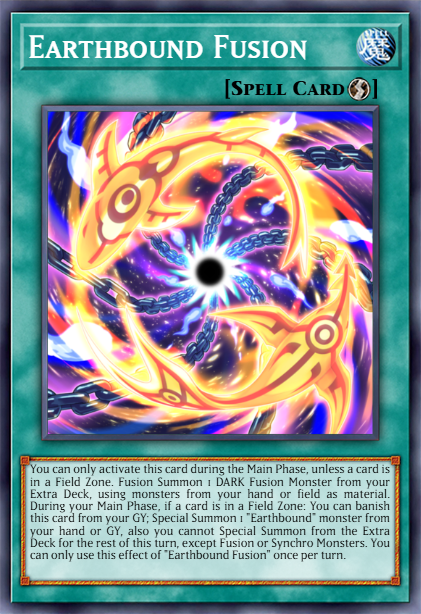 EARTHBOUND FUSION
魔
[SPELL CARD]
You can only activate this card during the Main Phase, unless a card is
in a Field Zone. Fusion Summon 1 DARK Fusion Monster from your
Extra Deck, using monsters from your hand or field as material.
During your Main Phase, if a card is in a Field Zone: You can banish
this card from your GY; Special Summon 1 "Earthbound" monster from
your hand or GY, also you cannot Special Summon from the Extra
Deck for the rest of this turn, except Fusion or Synchro Monsters. You
can only use this effect of "Earthbound Fusion" once per turn.